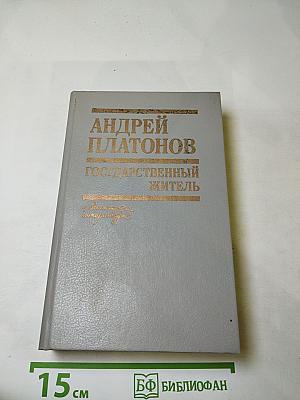 АНДРЕЙ
ПЛАТОНОВ
ГОСУДАРСТВЕННЫЙ
ЖИТЕЛЬ
15 см
БФ БИБЛИОФАН